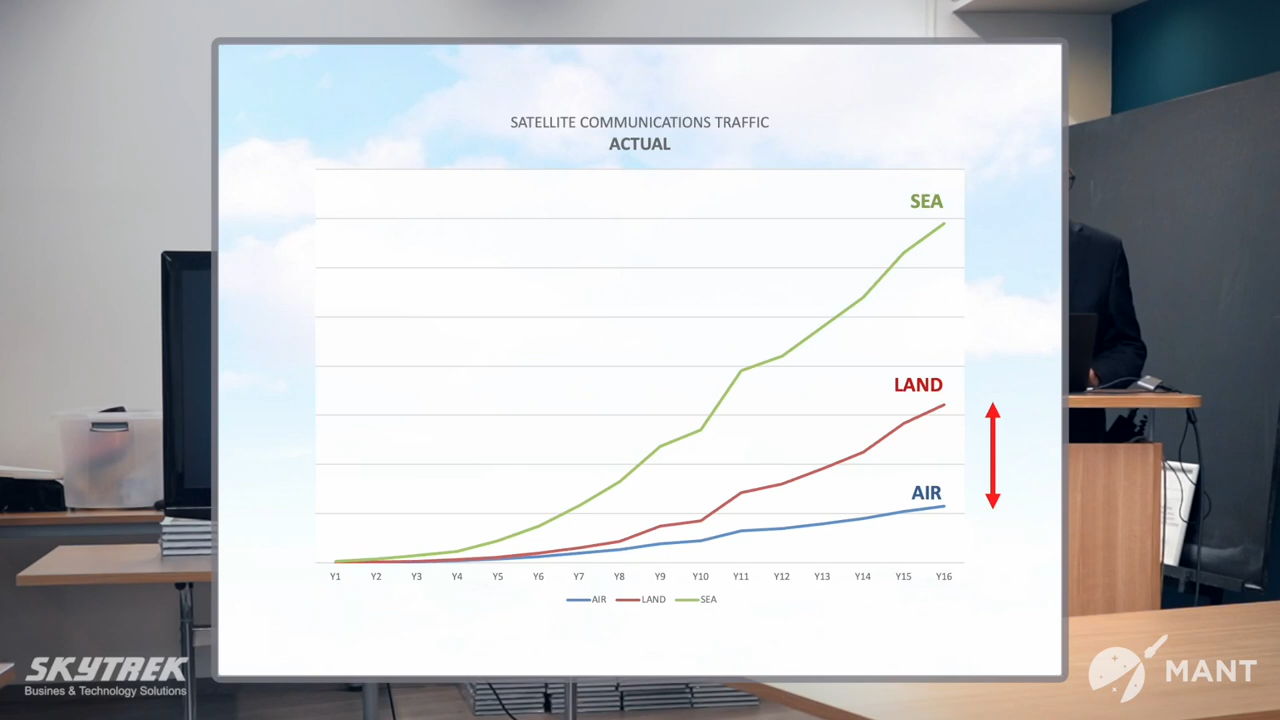 SATELLITE COMMUNICATIONS TRAFFIC
ACTUAL
SEA
LAND
AIR
Y1 Y2 Y3 Y4 Y5 Y6 Y7 Y8 Y9 Y10 Y11 Y12 Y13 Y14 Y15 Y16
AIR LAND SEA
SKYTREK
Busines & Technology Solutions
MANT